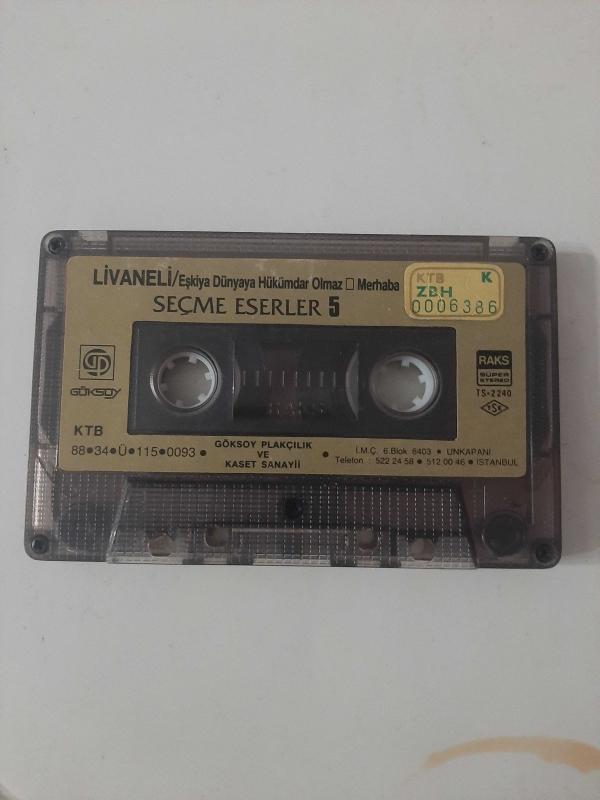 LİVANELİ/Eşkiya Dünyaya Hükümdar Olmaz □ Merhaba
SEÇME ESERLER 5
KTB K
ZBH
0006386
GÖKSOY
RAKS
SÜPER
STEREO
TS•2240
TSK
KTB
88•34•Ü•115•0093 •
GÖKSOY PLAKÇILIK
VE
KASET SANAYİİ
• İ.M.Ç. 6.Blok 6403 • UNKAPANI
Telefon : 522 24 58 • 512 00 46 • İSTANBUL